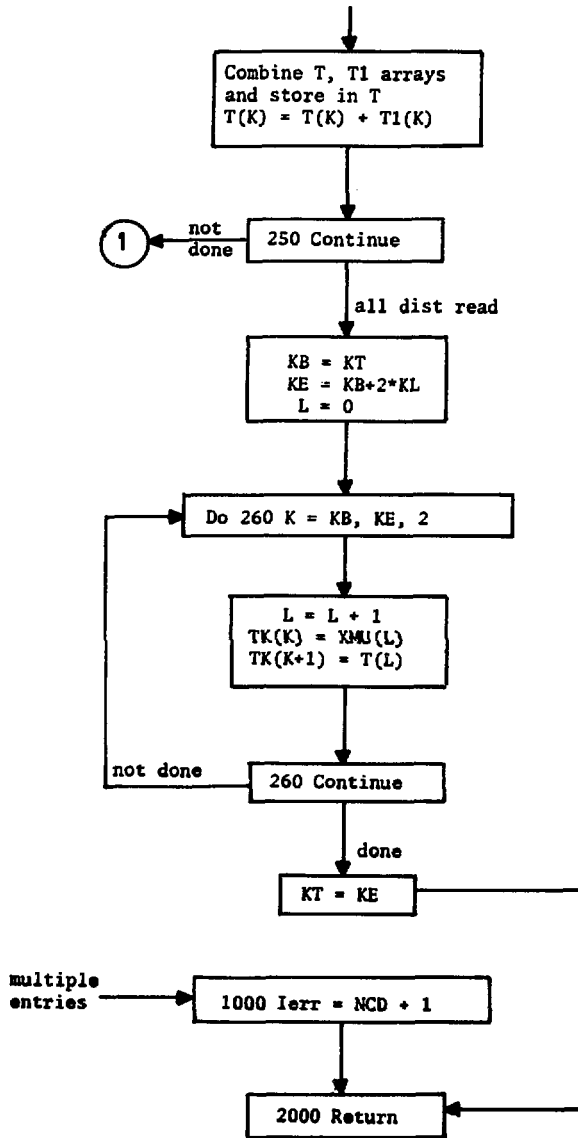 Combine T, T1 arrays
and store in T
T(K) = T(K) + T1(K)
1
not
done
250 Continue
all dist read
KB = KT
KE = KB+2*KL
L = 0
Do 260 K = KB, KE, 2
L = L + 1
TK(K) = XMU(L)
TK(K+1) = T(L)
not done
260 Continue
done
KT = KE
multiple
entries
1000 Ierr = NCD + 1
2000 Return